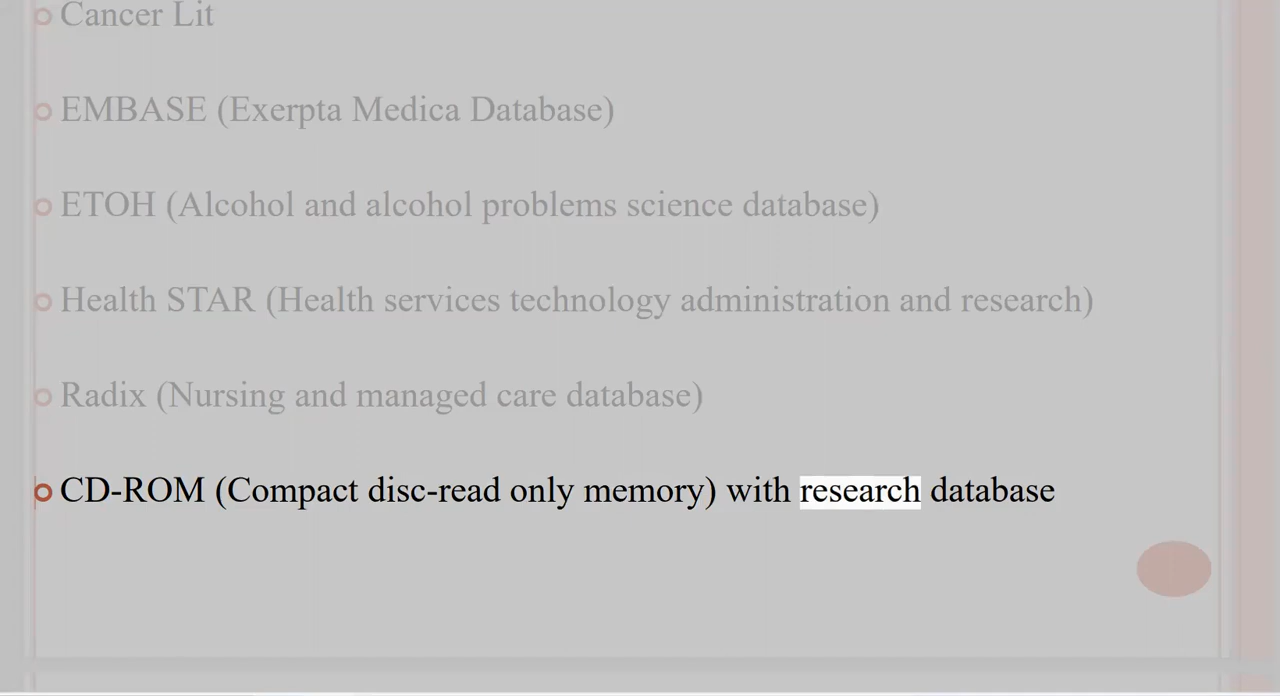 Cancer Lit
EMBASE (Exerpta Medica Database)
ETOH (Alcohol and alcohol problems science database)
Health STAR (Health services technology administration and research)
Radix (Nursing and managed care database)
CD-ROM (Compact disc-read only memory) with research database